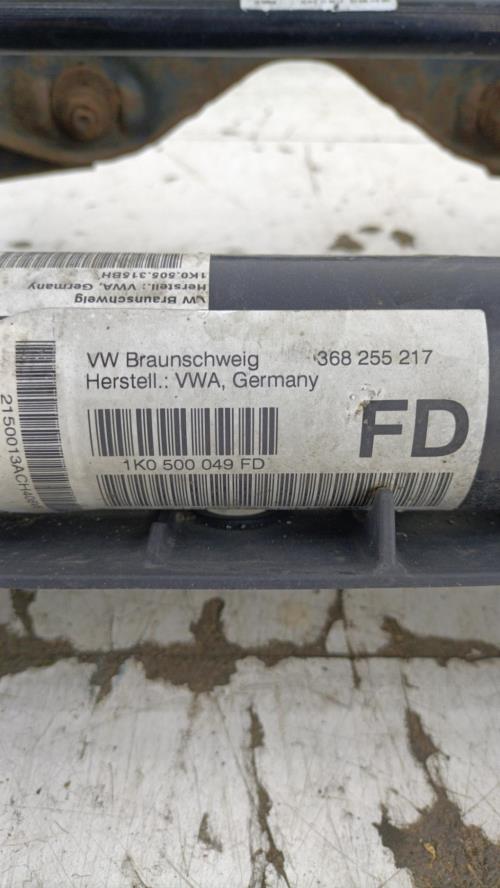 1K0.505.315BH
Herstell.: VWA, Germany
VW Braunschweig
VW Braunschweig 368 255 217
Herstell.: VWA, Germany
FD
1K0 500 049 FD